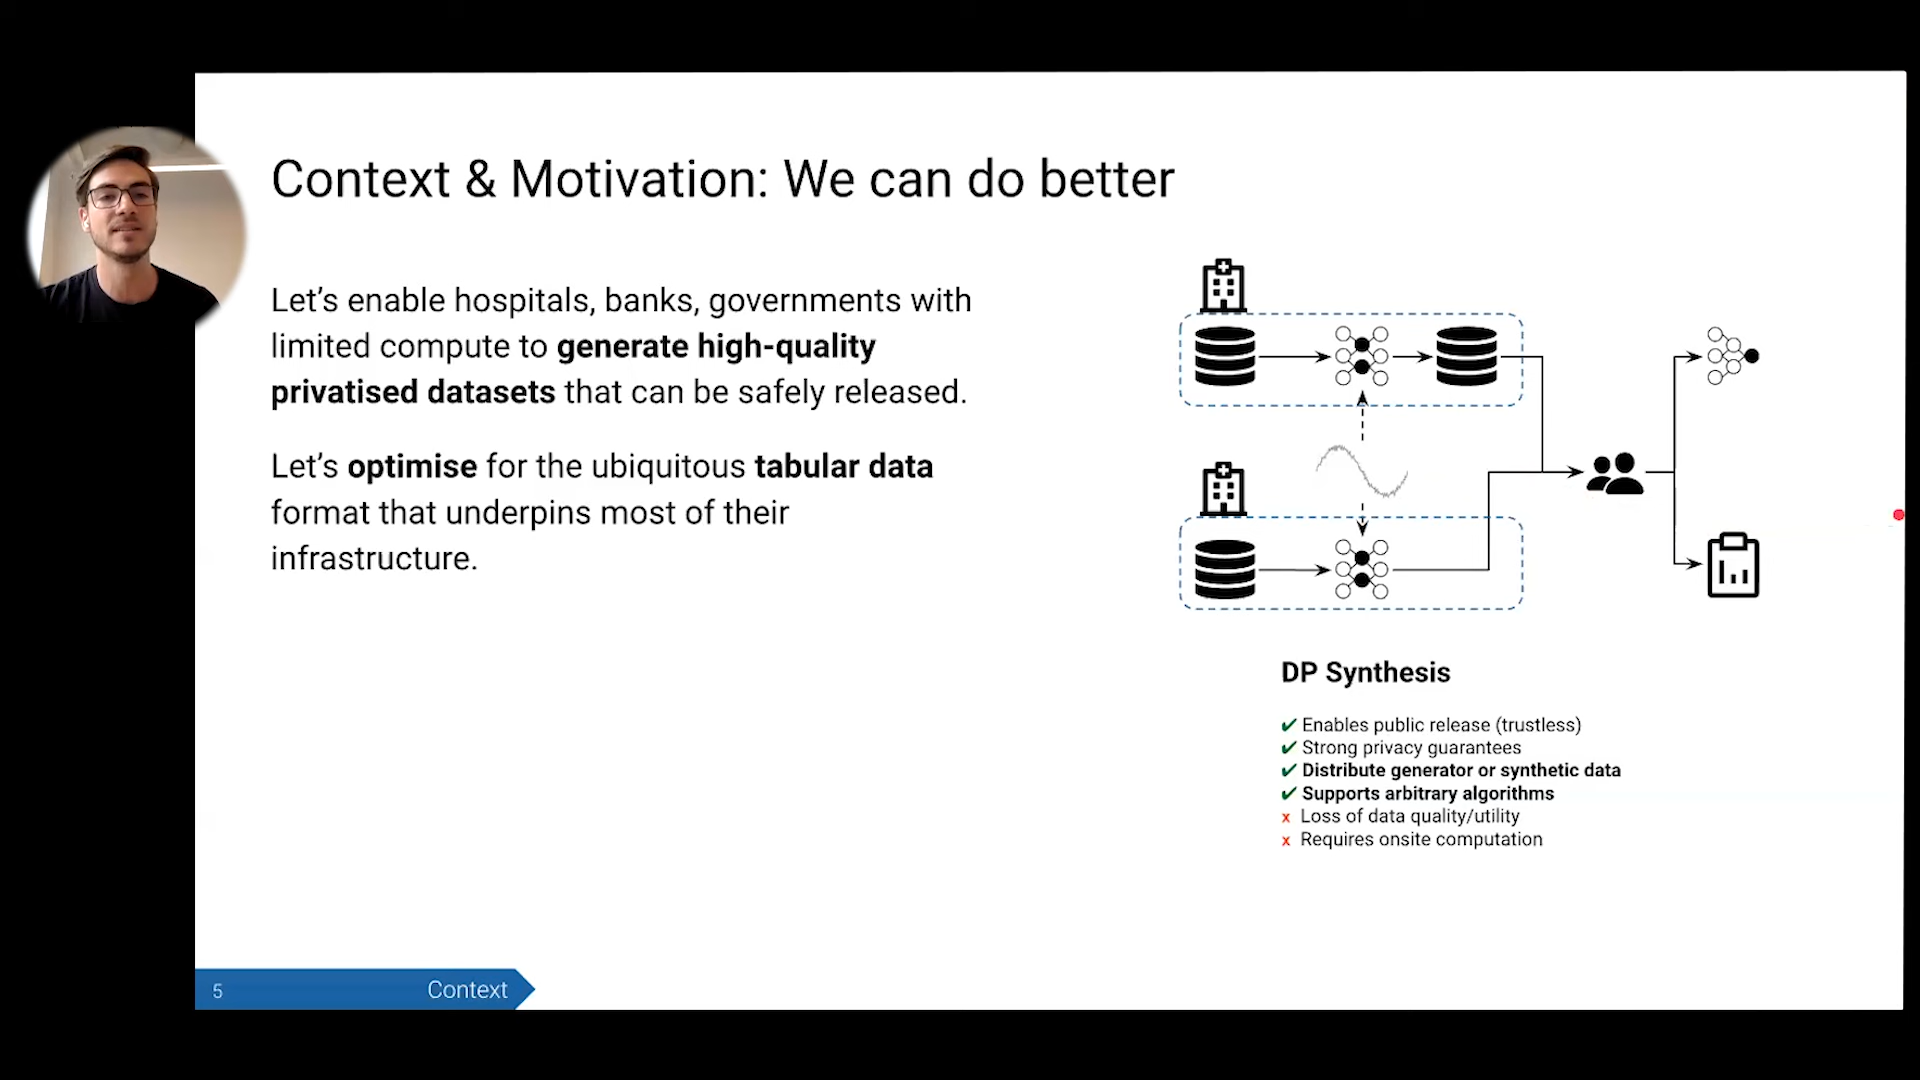 Context & Motivation: We can do better
Let’s enable hospitals, banks, governments with
limited compute to generate high-quality
privatised datasets that can be safely released.
Let’s optimise for the ubiquitous tabular data
format that underpins most of their
infrastructure.
DP Synthesis
✔ Enables public release (trustless)
✔ Strong privacy guarantees
✔ Distribute generator or synthetic data
✔ Supports arbitrary algorithms
x Loss of data quality/utility
x Requires onsite computation
5
Context